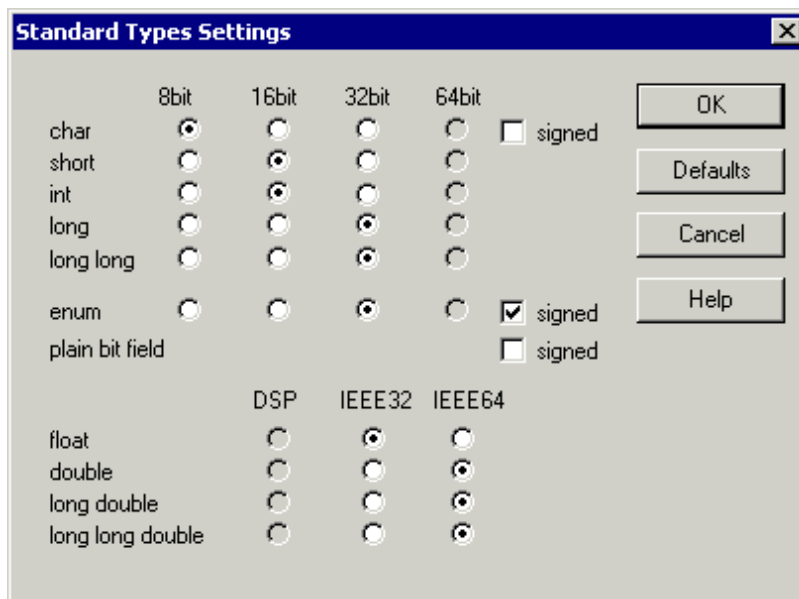 Standard Types Settings
8bit 16bit 32bit 64bit
char signed
short
int
long
long long
enum signed
plain bit field signed
DSP IEEE32 IEEE64
float
double
long double
long long double
OK
Defaults
Cancel
Help